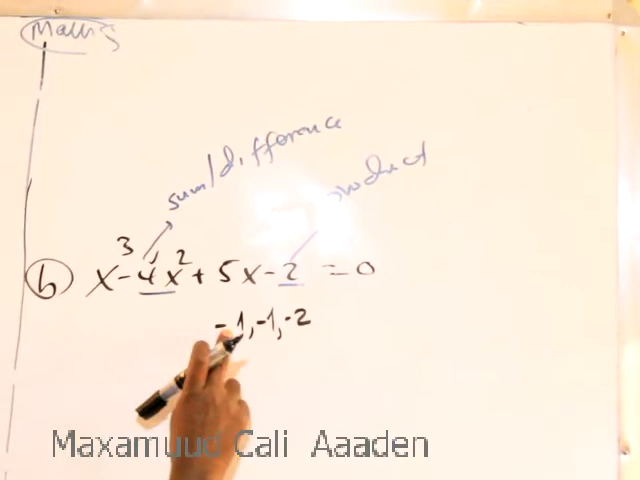 Maths
sum/difference
product
b x³ - 4x² + 5x - 2 = 0
-1, -1, -2
Maxamuud Cali Aaaden